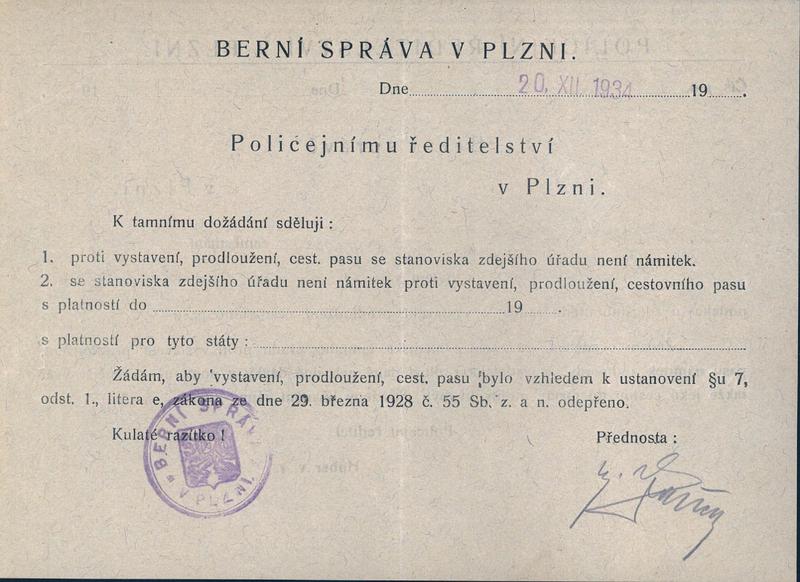 BERNÍ SPRÁVA V PLZNI.
Dne 20. XII. 1934 19 .
Policejnímu ředitelství
v Plzni.
K tamnímu dožádání sděluji :
1. proti vystavení, prodloužení, cest. pasu se stanoviska zdejšího úřadu není námitek.
2. se stanoviska zdejšího úřadu není námitek proti vystavení, prodloužení, cestovního pasu
s platností do 19 .
s platností pro tyto státy :
Žádám, aby vystavení, prodloužení, cest. pasu bylo vzhledem k ustanovení §u 7,
odst. 1., litera e, zákona ze dne 29. března 1928 č. 55 Sb. z. a n. odepřeno.
Kulaté razítko ! Přednosta :
BERNÍ SPRÁVA
V PLZNI